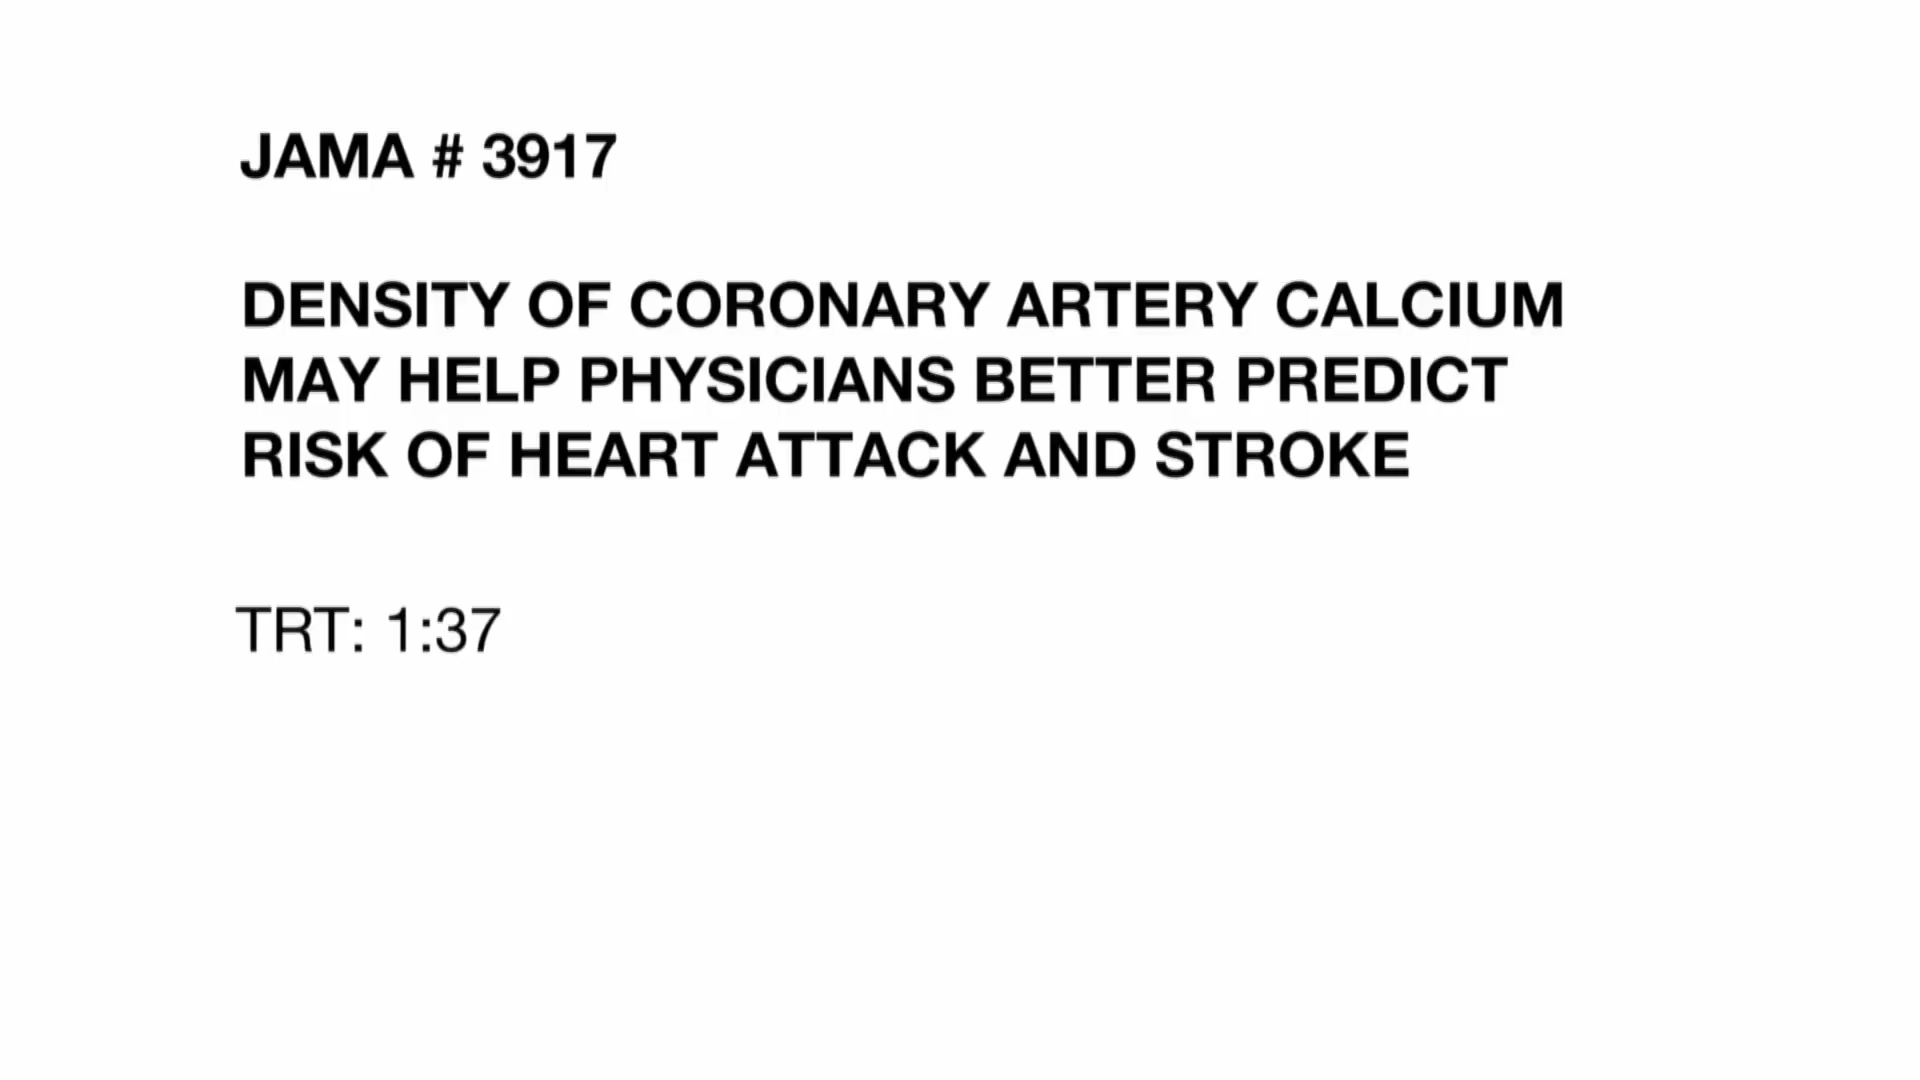 JAMA # 3917
DENSITY OF CORONARY ARTERY CALCIUM
MAY HELP PHYSICIANS BETTER PREDICT
RISK OF HEART ATTACK AND STROKE
TRT: 1:37